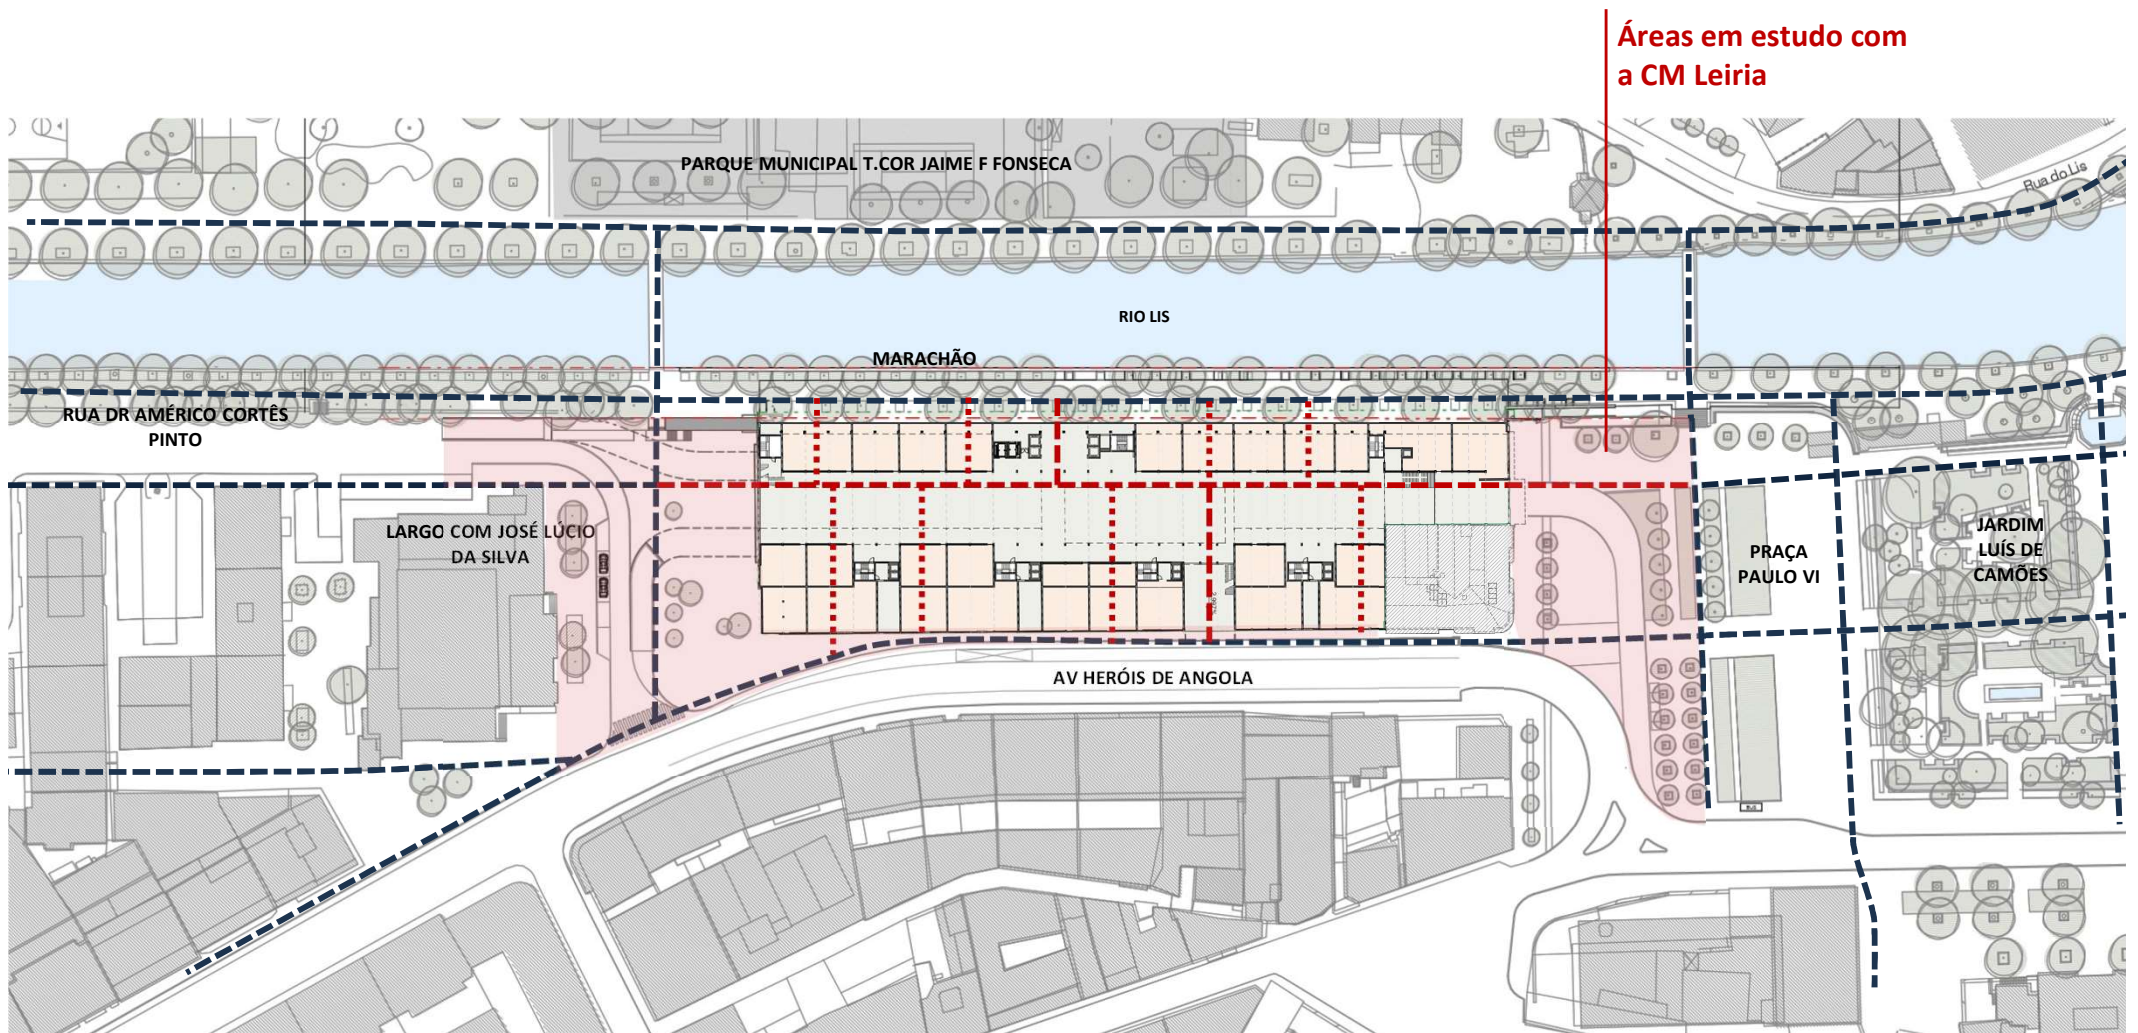 Áreas em estudo com
a CM Leiria
PARQUE MUNICIPAL T.COR JAIME F FONSECA
Rua do Lis
RIO LIS
MARACHÃO
RUA DR AMÉRICO CORTÊS
PINTO
LARGO COM JOSÉ LÚCIO
DA SILVA
PRAÇA
PAULO VI
JARDIM
LUÍS DE
CAMÕES
AV HERÓIS DE ANGOLA